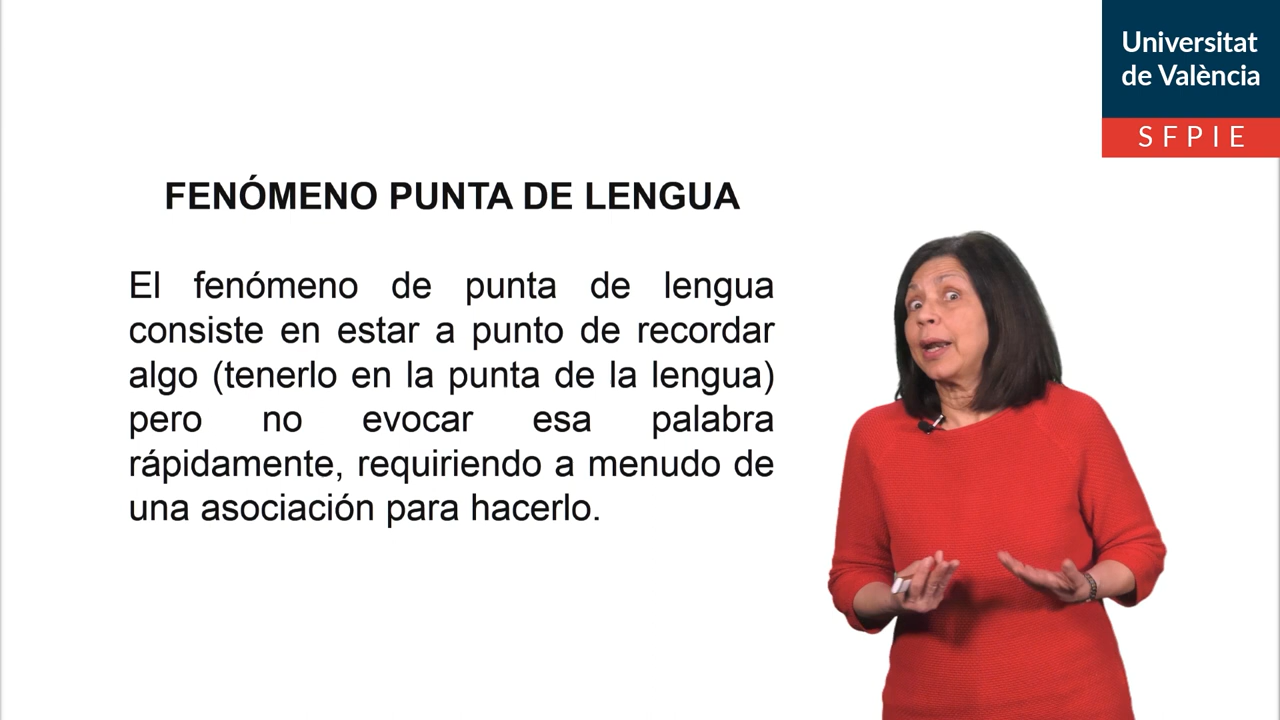 Universitat
de València
SFPIE
FENÓMENO PUNTA DE LENGUA
El fenómeno de punta de lengua
consiste en estar a punto de recordar
algo (tenerlo en la punta de la lengua)
pero no evocar esa palabra
rápidamente, requiriendo a menudo de
una asociación para hacerlo.